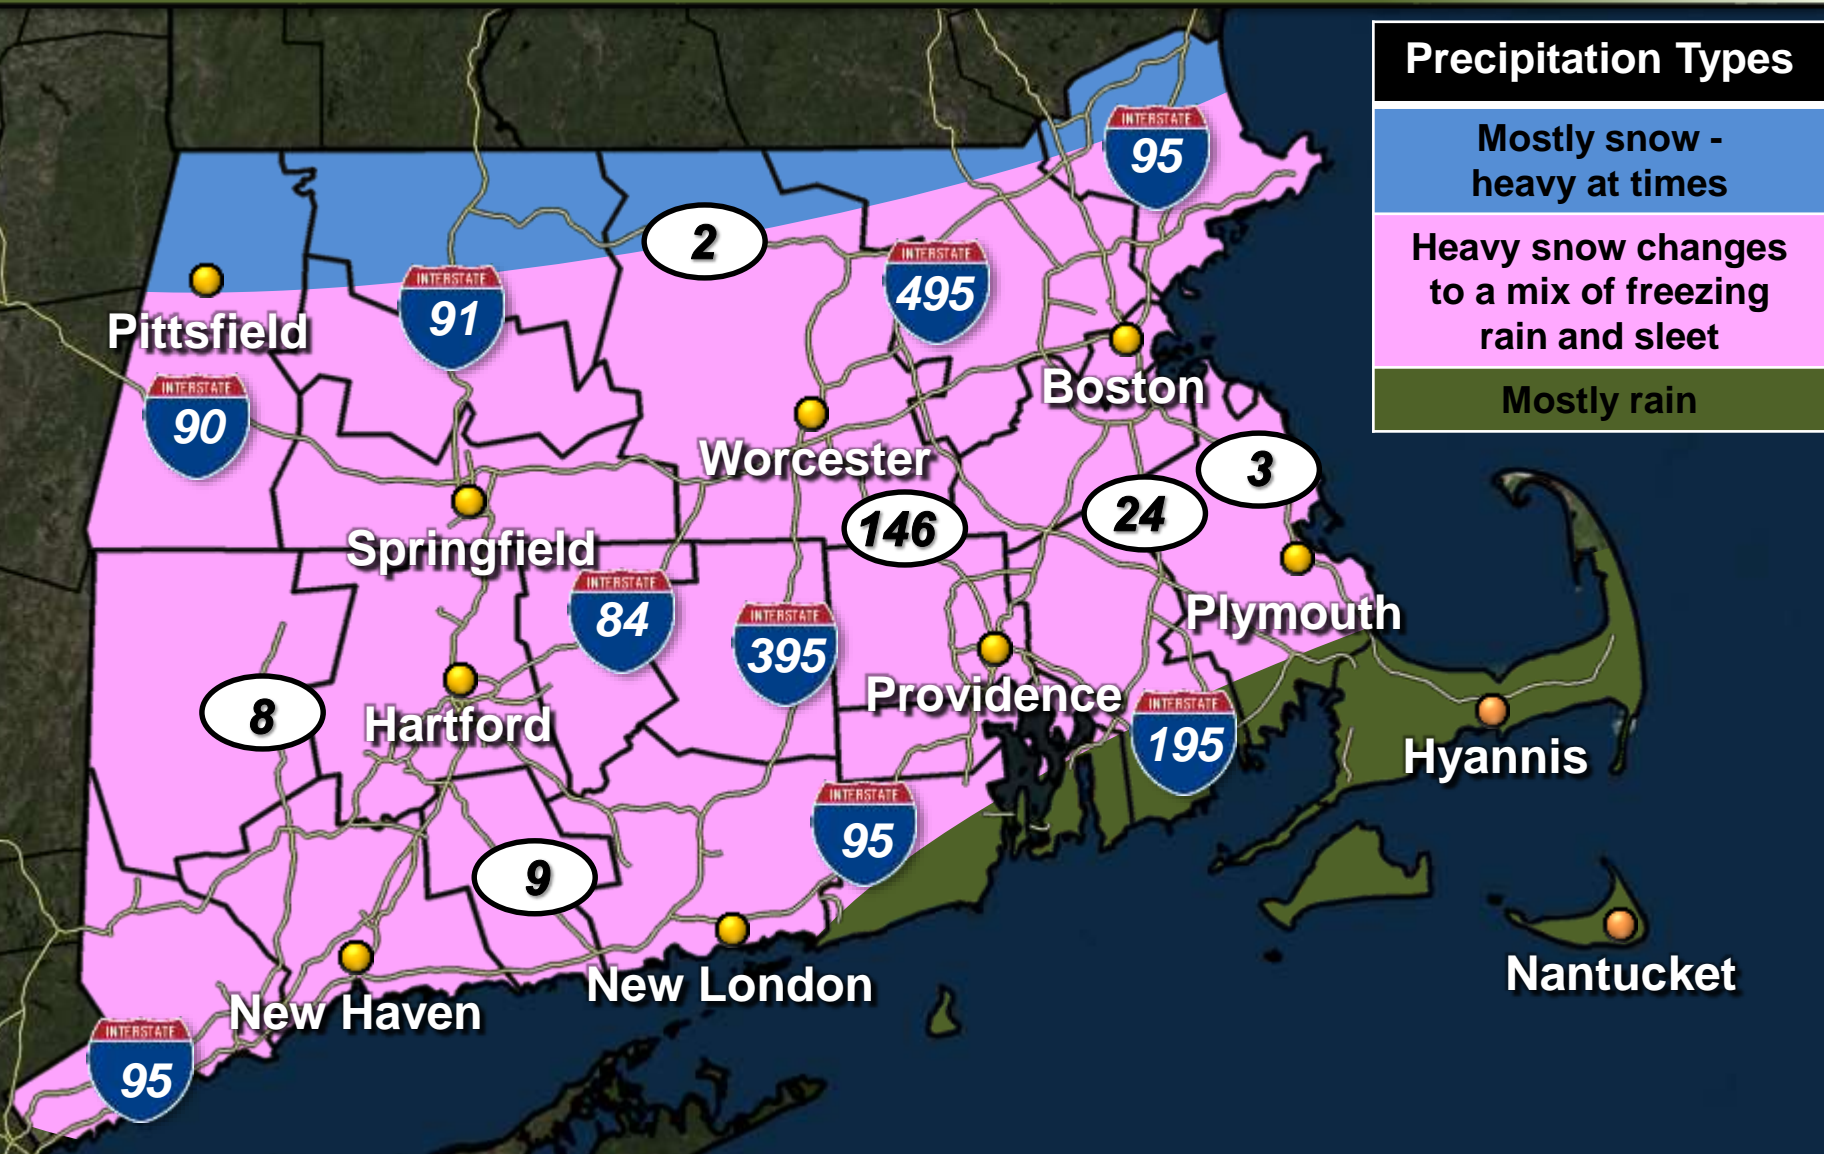 Precipitation Types
Mostly snow -
heavy at times
Heavy snow changes
to a mix of freezing
rain and sleet
Mostly rain
INTERSTATE
95
2
INTERSTATE
495
INTERSTATE
91
Pittsfield
Boston
INTERSTATE
90
Worcester
3
146
24
Springfield
INTERSTATE
84
INTERSTATE
395
Plymouth
Providence
8
Hartford
INTERSTATE
195
Hyannis
INTERSTATE
95
9
Nantucket
New London
New Haven
INTERSTATE
95